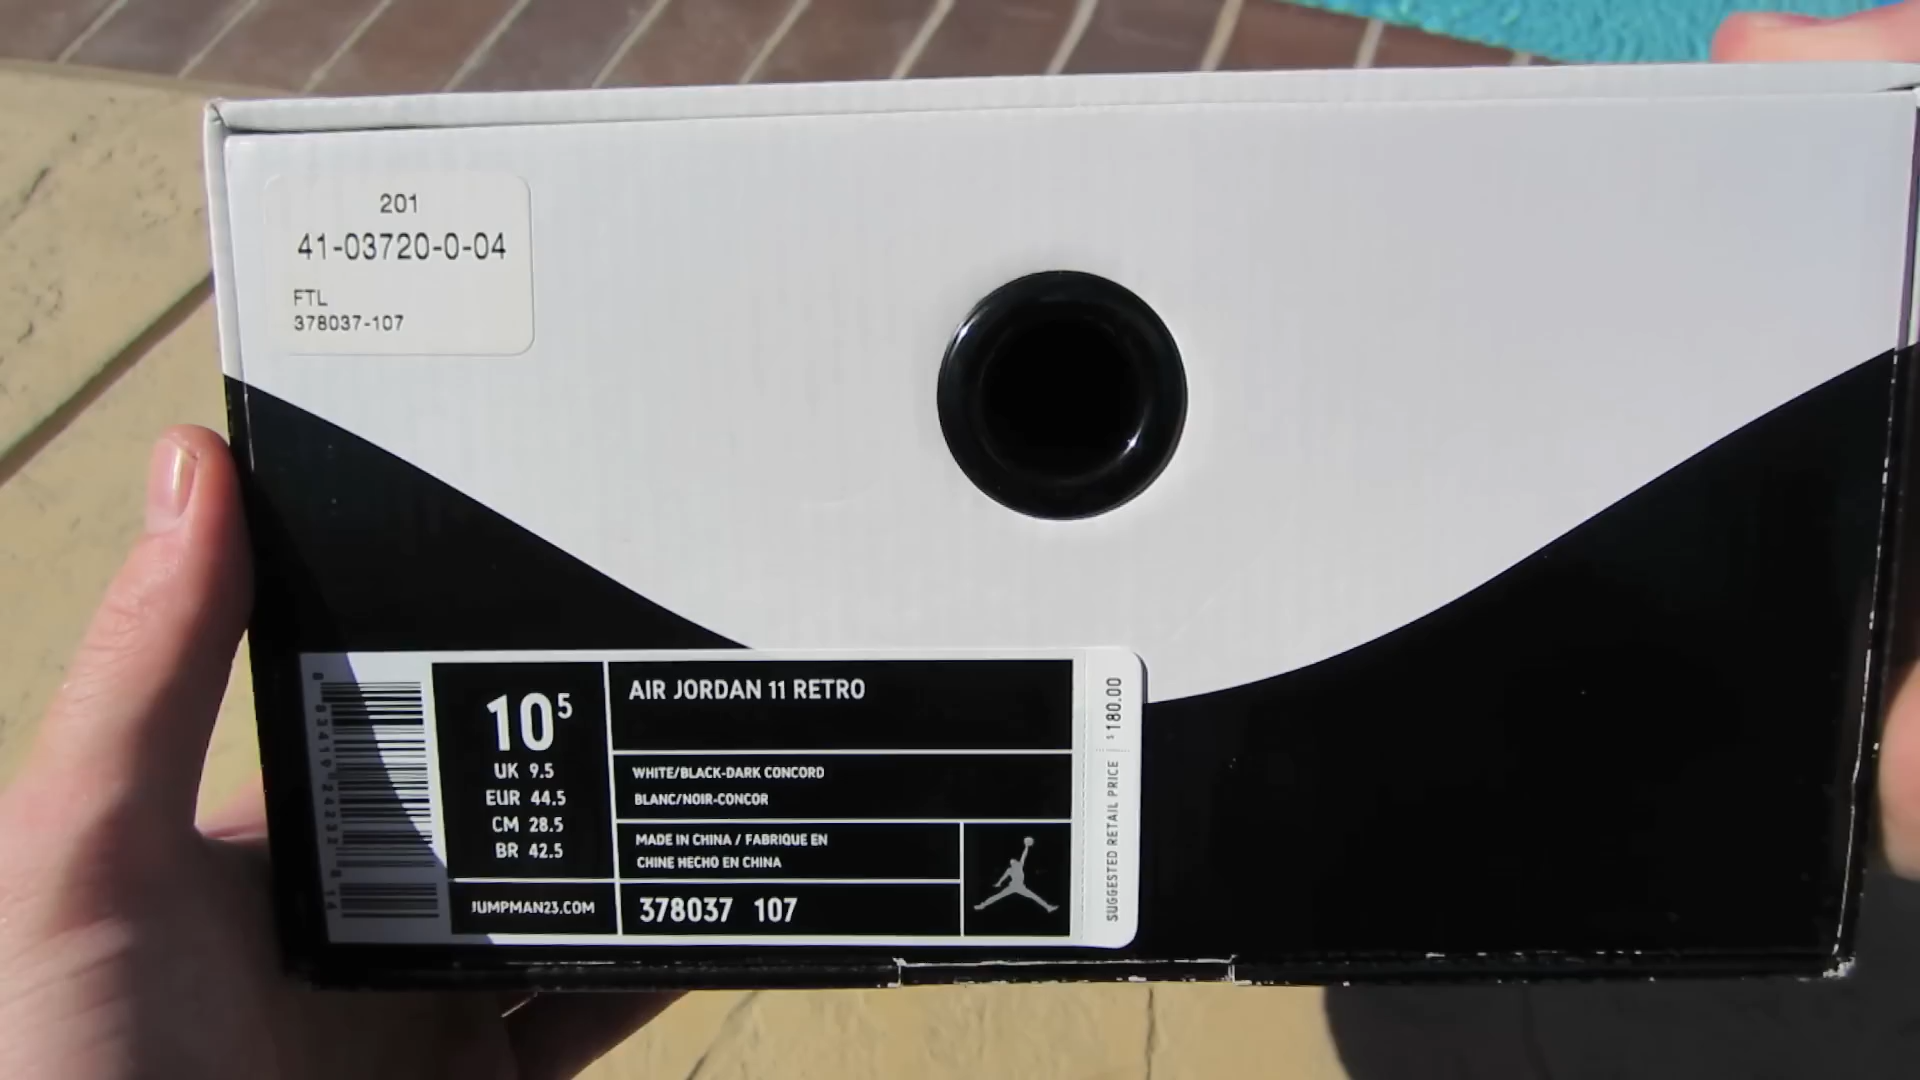 201
41-03720-0-04
FTL
378037-107
10⁵
UK 9.5
EUR 44.5
CM 28.5
BR 42.5
JUMPMAN23.COM
AIR JORDAN 11 RETRO
WHITE/BLACK-DARK CONCORD
BLANC/NOIR-CONCOR
MADE IN CHINA / FABRIQUE EN
CHINE HECHO EN CHINA
378037 107
SUGGESTED RETAIL PRICE $180.00